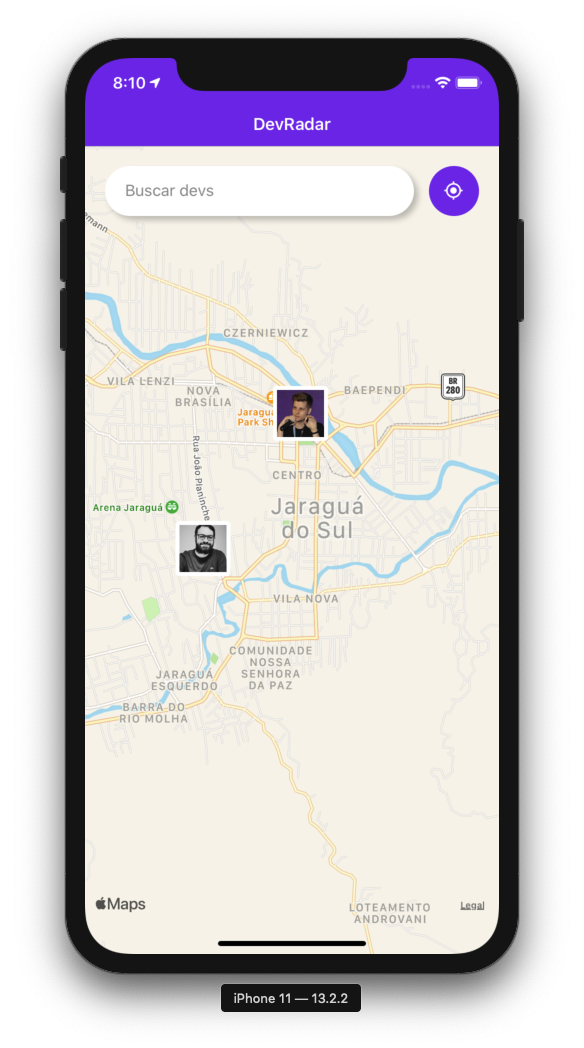 8:10
DevRadar
Buscar devs
emann
CZERNIEWICZ
VILA LENZI
NOVA
BRASÍLIA
BAEPENDI
BR
280
Jaraguá
Park Sh
Rua João Planincheck
CENTRO
Jaraguá
do Sul
Arena Jaraguá
VILA NOVA
COMUNIDADE
NOSSA
SENHORA
DA PAZ
JARAGUÁ
ESQUERDO
BARRA DO
RIO MOLHA
Maps
LOTEAMENTO
ANDROVANI
Legal
iPhone 11 — 13.2.2